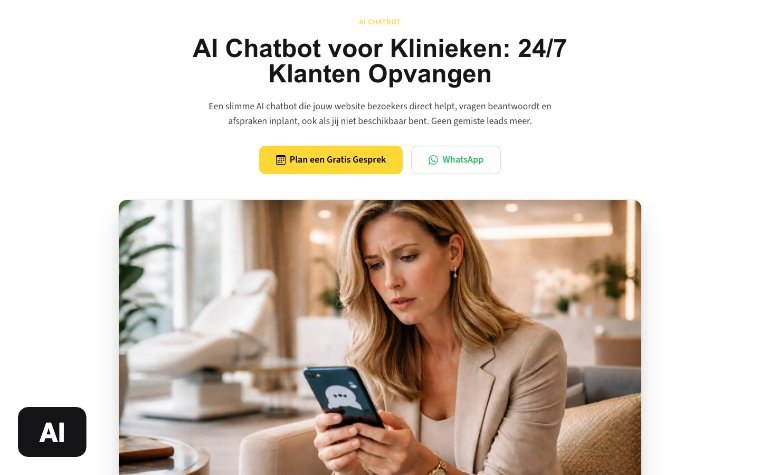 AI CHATBOT
AI Chatbot voor Klinieken: 24/7
Klanten Opvangen
Een slimme AI chatbot die jouw website bezoekers direct helpt, vragen beantwoordt en
afspraken inplant, ook als jij niet beschikbaar bent. Geen gemiste leads meer.
Plan een Gratis Gesprek
WhatsApp
AI